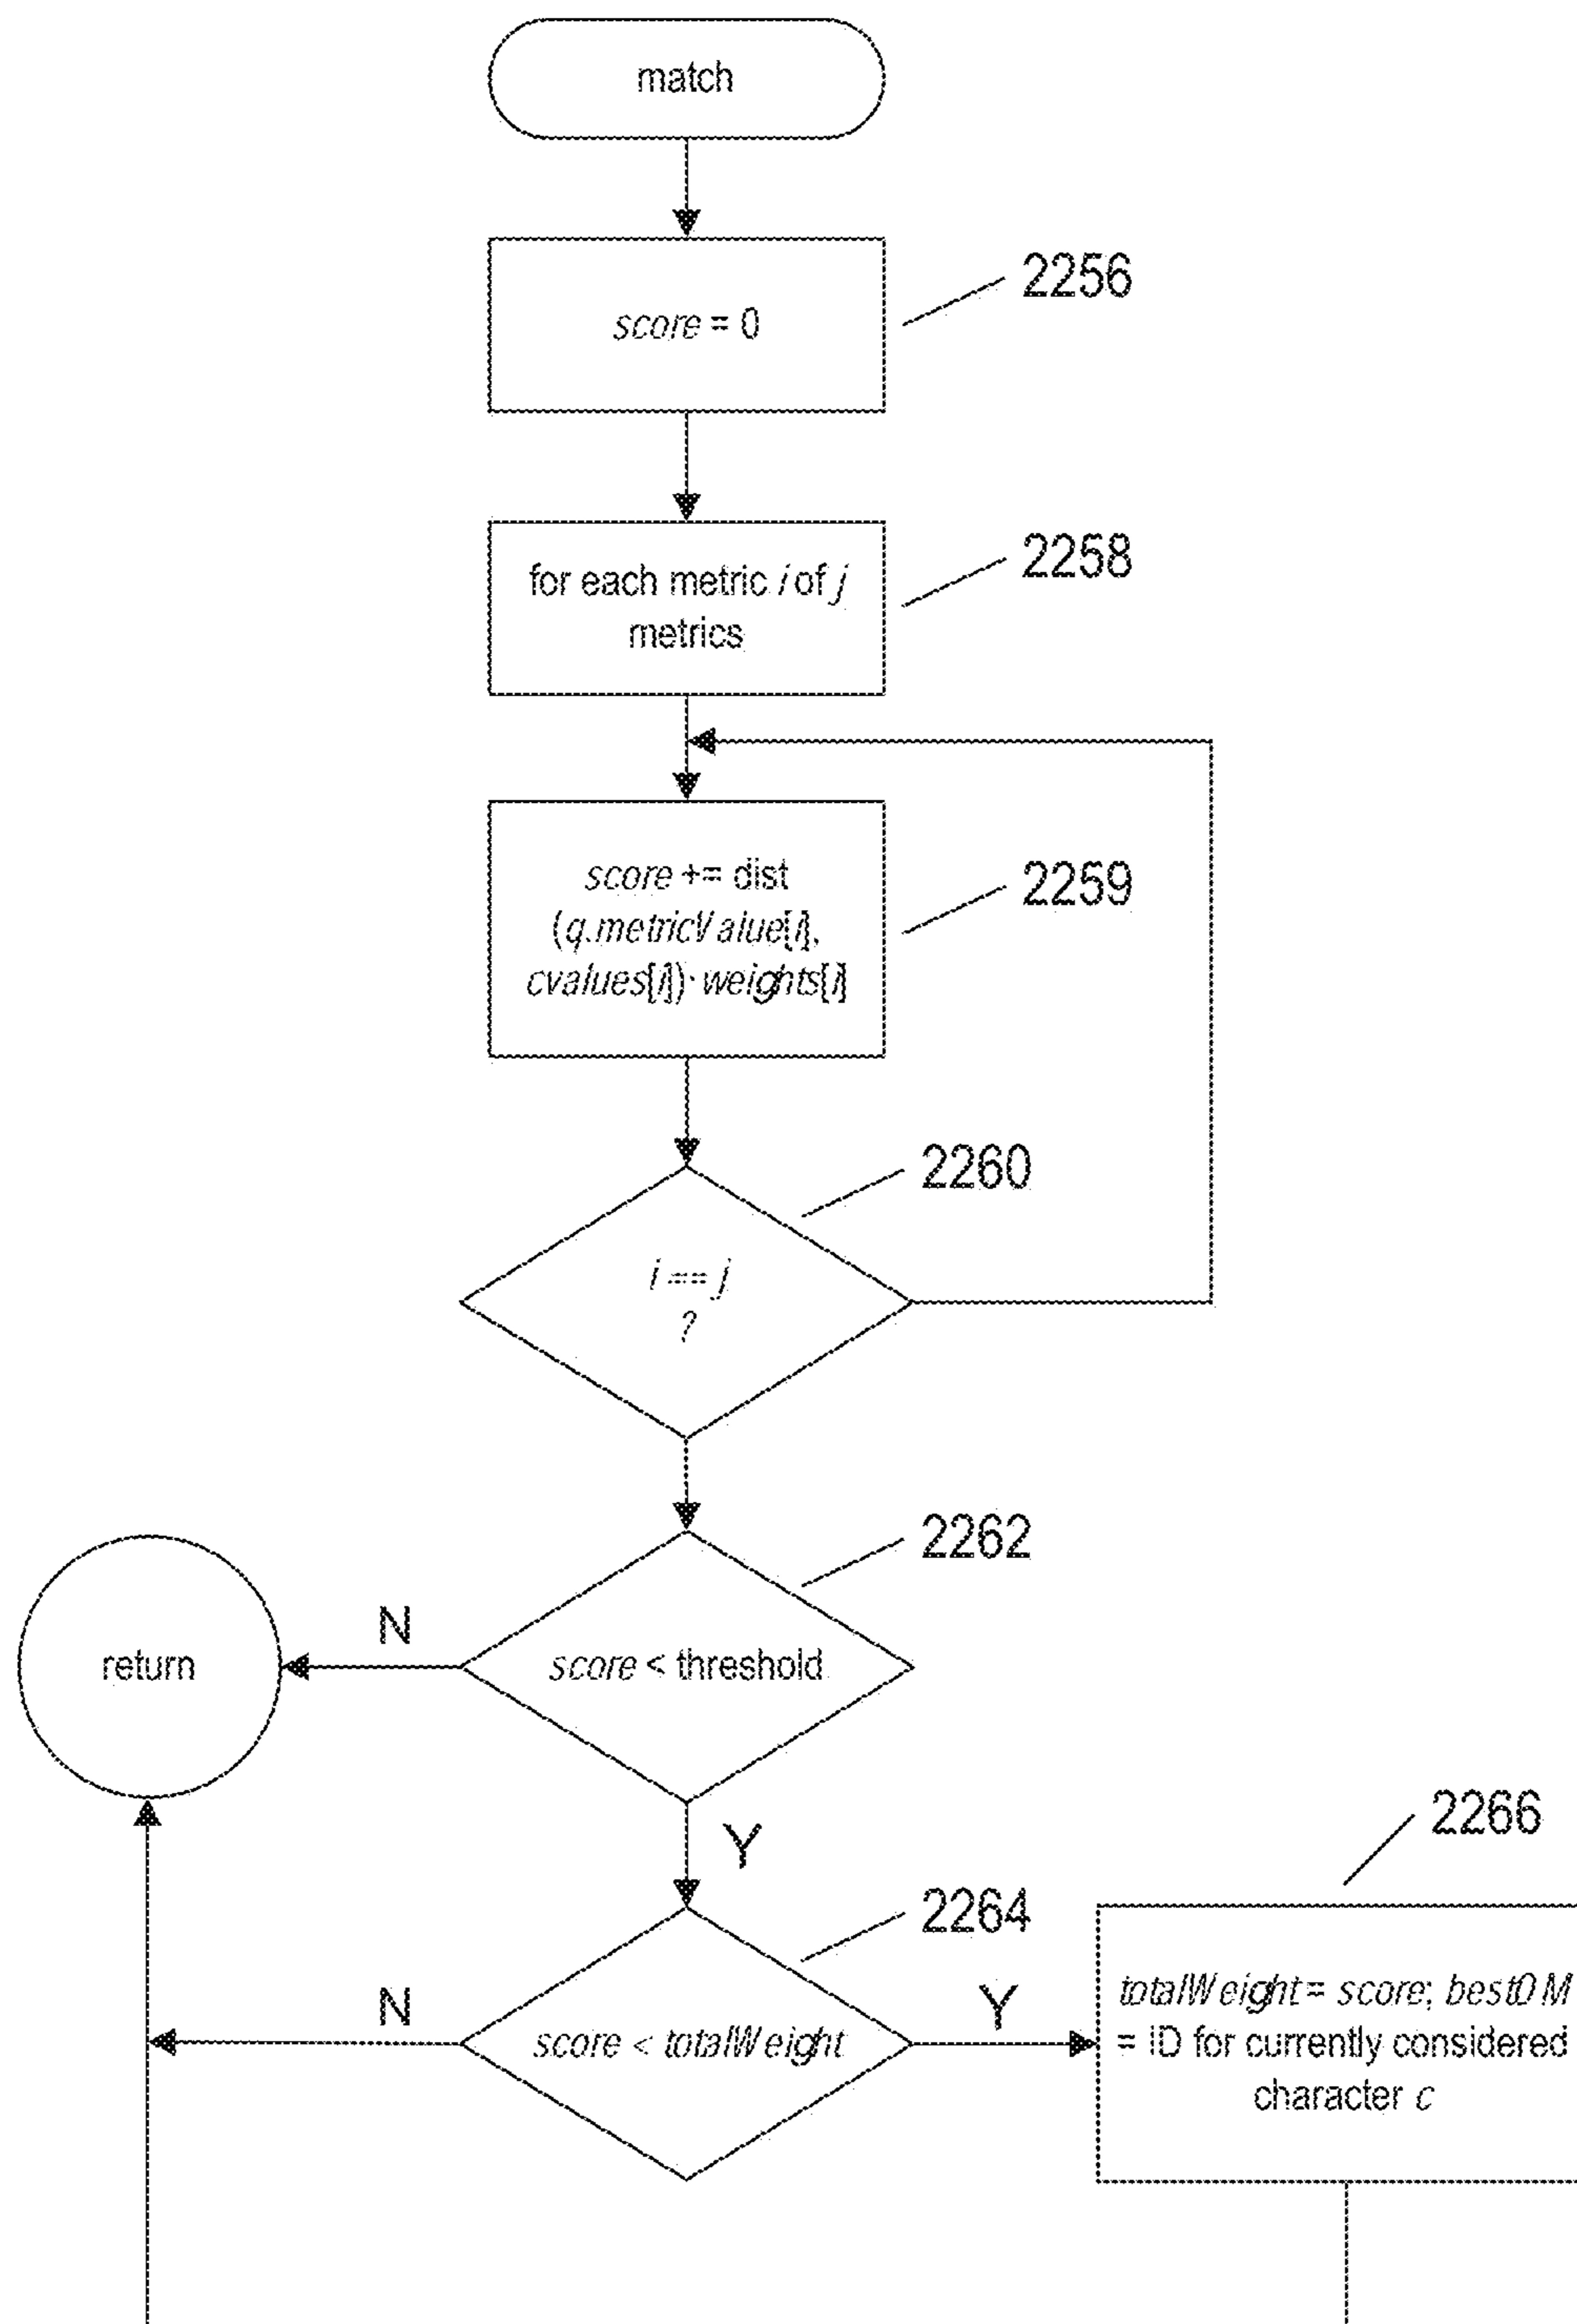 match
score = 0
2256
for each metric i of j
metrics
2258
score += dist
(q.metricValue[i],
cvalues[i])·weights[i]
2259
i == j
?
2260
score < threshold
2262
N
return
Y
score < totalWeight
2264
N
Y
2266
totalWeight = score; bestOM
= ID for currently considered
character c